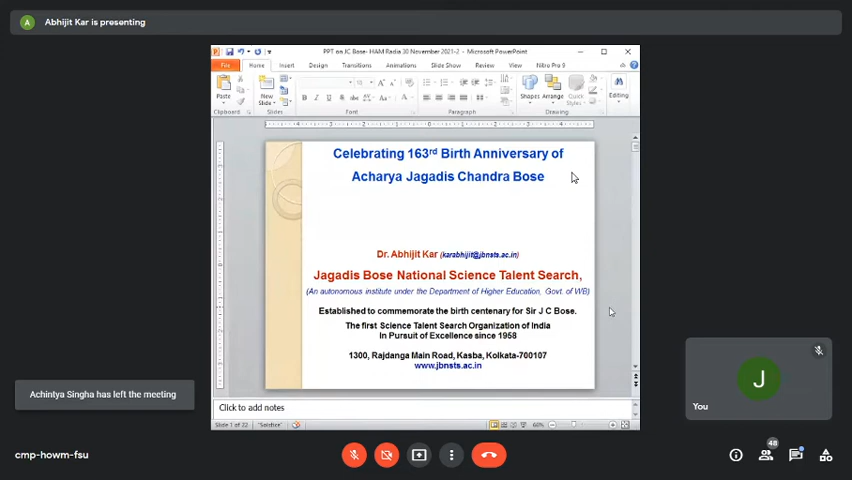 A Abhijit Kar is presenting
PPT on JC Bose- HAM Radia 30 November 2021-2 - Microsoft PowerPoint
File Home Insert Design Transitions Animations Slide Show Review View Nitro Pro 9
Paste New Slide Shapes Arrange Quick Styles Editing
Clipboard Slides Font Paragraph Drawing
Celebrating 163rd Birth Anniversary of
Acharya Jagadis Chandra Bose
Dr. Abhijit Kar (karabhijit@jbnsts.ac.in)
Jagadis Bose National Science Talent Search,
(An autonomous institute under the Department of Higher Education, Govt. of WB)
Established to commemorate the birth centenary for Sir J C Bose.
The first Science Talent Search Organization of India
In Pursuit of Excellence since 1958
1300, Rajdanga Main Road, Kasba, Kolkata-700107
www.jbnsts.ac.in
Click to add notes
Slide 1 of 22 "Solstice" 68%
Achintya Singha has left the meeting
J
You
cmp-howm-fsu
48